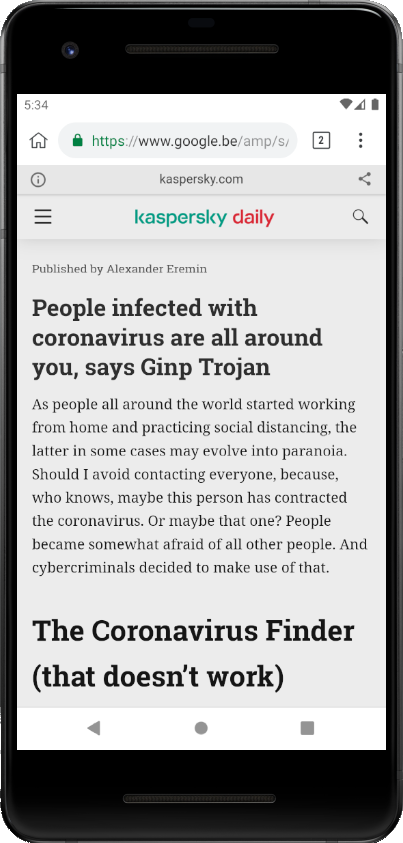 5:34
https://www.google.be/amp/s/
2
kaspersky.com
kaspersky daily
Published by Alexander Eremin
People infected with
coronavirus are all around
you, says Ginp Trojan
As people all around the world started working
from home and practicing social distancing, the
latter in some cases may evolve into paranoia.
Should I avoid contacting everyone, because,
who knows, maybe this person has contracted
the coronavirus. Or maybe that one? People
became somewhat afraid of all other people. And
cybercriminals decided to make use of that.
The Coronavirus Finder
(that doesn’t work)